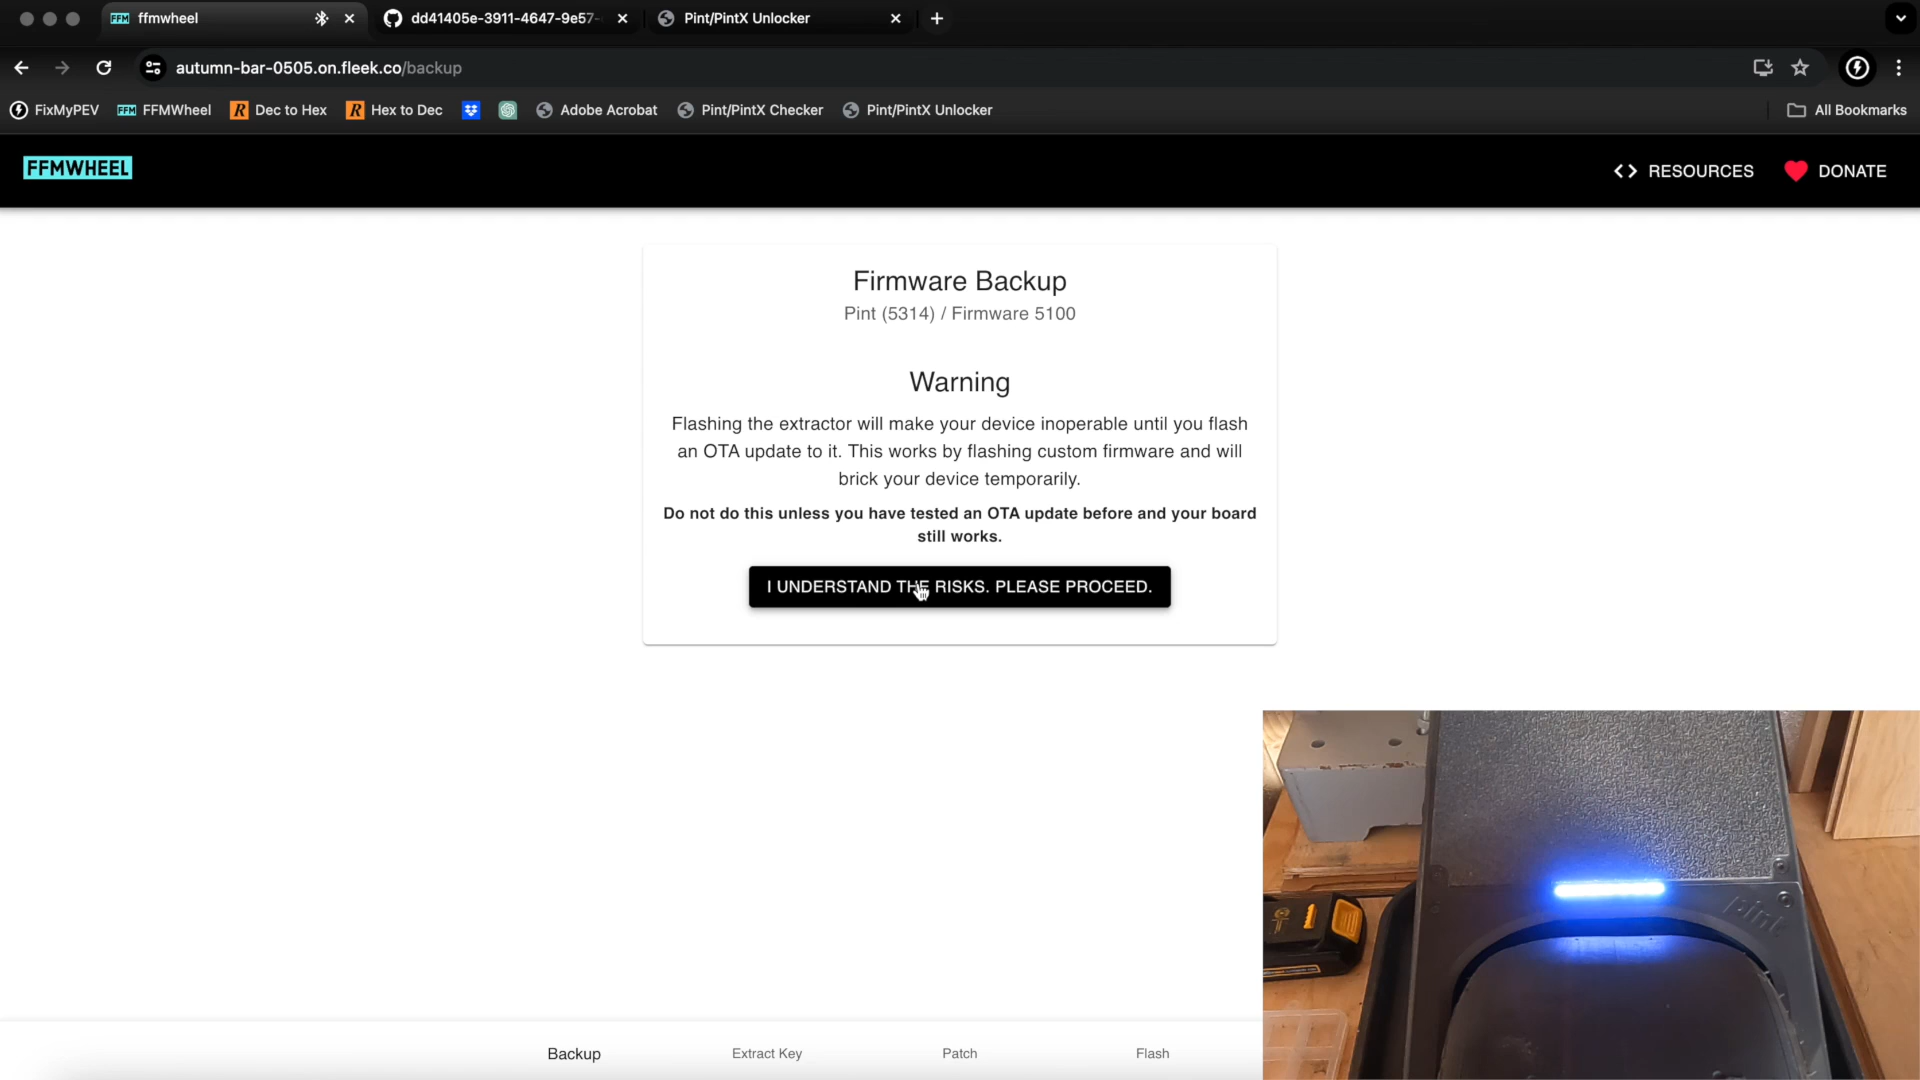 FFM ffmwheel
dd41405e-3911-4647-9e57-
Pint/PintX Unlocker
autumn-bar-0505.on.fleek.co/backup
FixMyPEV
FFM FFMWheel
R Dec to Hex
R Hex to Dec
Adobe Acrobat
Pint/PintX Checker
Pint/PintX Unlocker
All Bookmarks
FFMWHEEL
<> RESOURCES
DONATE
Firmware Backup
Pint (5314) / Firmware 5100
Warning
Flashing the extractor will make your device inoperable until you flash
an OTA update to it. This works by flashing custom firmware and will
brick your device temporarily.
Do not do this unless you have tested an OTA update before and your board
still works.
I UNDERSTAND THE RISKS. PLEASE PROCEED.
pint
Backup
Extract Key
Patch
Flash